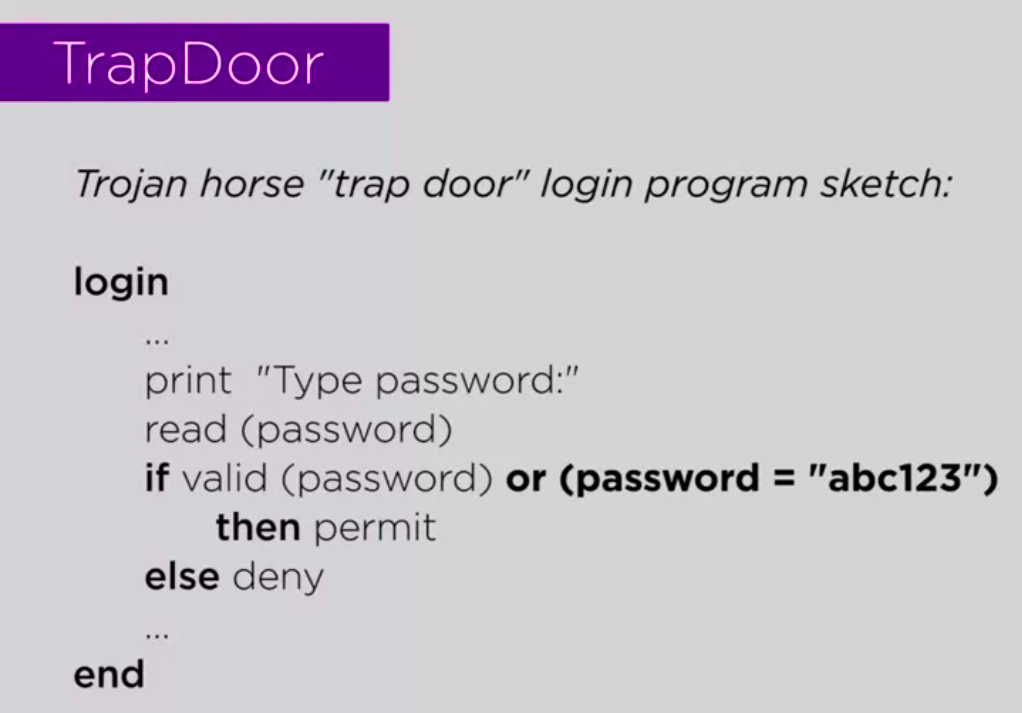 TrapDoor
Trojan horse "trap door" login program sketch:
login
...
print "Type password:"
read (password)
if valid (password) or (password = "abc123")
then permit
else deny
...
end